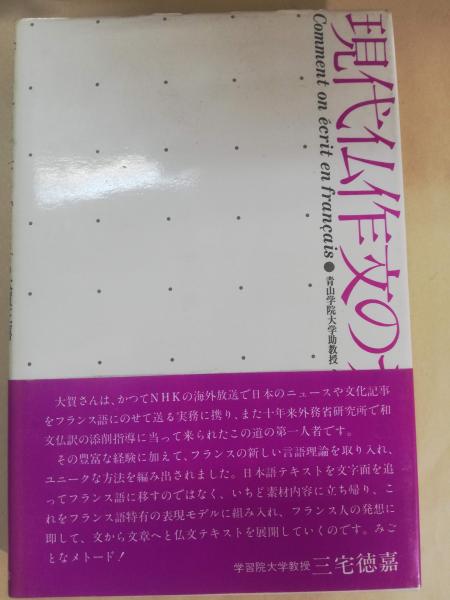 現代仏作文の
Comment on écrit en français
●青山学院大学助教授
大賀さんは、かつてNHKの海外放送で日本のニュースや文化記事
をフランス語にのせて送る実務に携り、また十年来外務省研究所で和
文仏訳の添削指導に当って来られたこの道の第一人者です。
その豊富な経験に加えて、フランスの新しい言語理論を取り入れ、
ユニークな方法を編み出されました。日本語テキストを文字面を追
ってフランス語に移すのではなく、いちど素材内容に立ち帰り、こ
れをフランス語特有の表現モデルに組み入れ、フランス人の発想に
即して、文から文章へと仏文テキストを展開していくのです。みご
となメトード!
学習院大学教授 三宅徳嘉